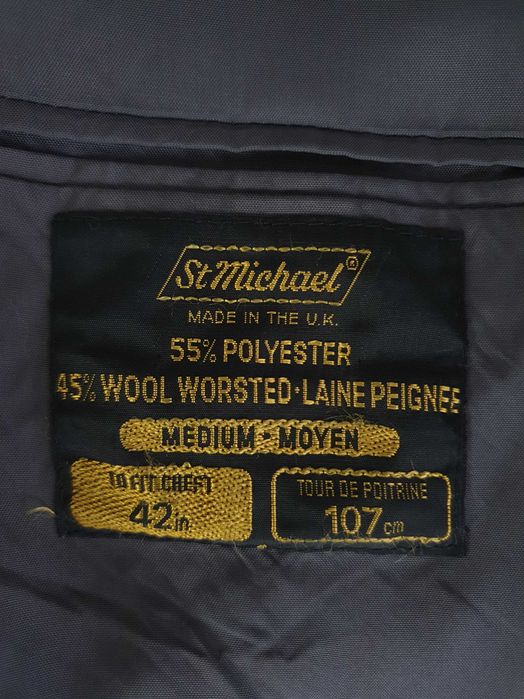 St Michael®
MADE IN THE U.K.
55% POLYESTER
45% WOOL WORSTED·LAINE PEIGNEE
MEDIUM·MOYEN
TO FIT CHEST
42in
TOUR DE POITRINE
107cm